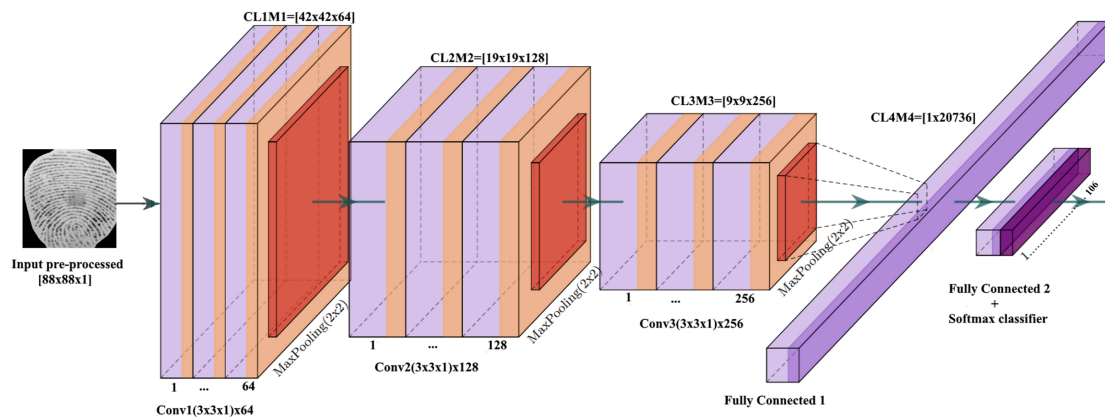 CL1M1=[42x42x64]
CL2M2=[19x19x128]
CL3M3=[9x9x256]
CL4M4=[1x20736]
Input pre-processed
[88x88x1]
1 ... 64
MaxPooling(2x2)
Conv1(3x3x1)x64
1 ... 128
MaxPooling(2x2)
Conv2(3x3x1)x128
1 ... 256
MaxPooling(2x2)
Conv3(3x3x1)x256
Fully Connected 1
1..............106
Fully Connected 2
+
Softmax classifier